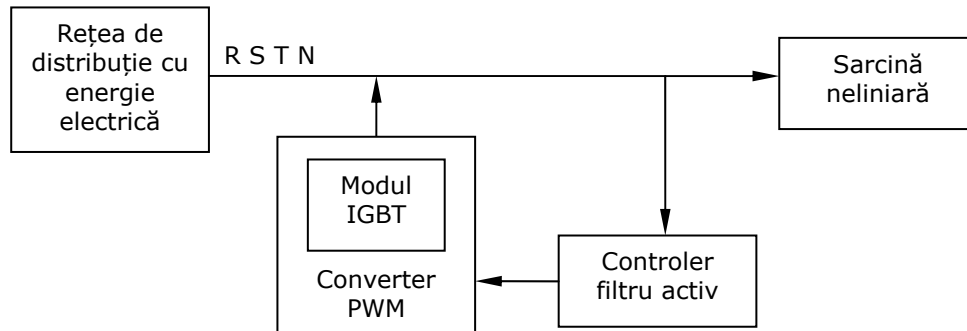 Rețea de
distribuție cu
energie
electrică
R S T N
Sarcină
neliniară
Modul
IGBT
Converter
PWM
Controler
filtru activ